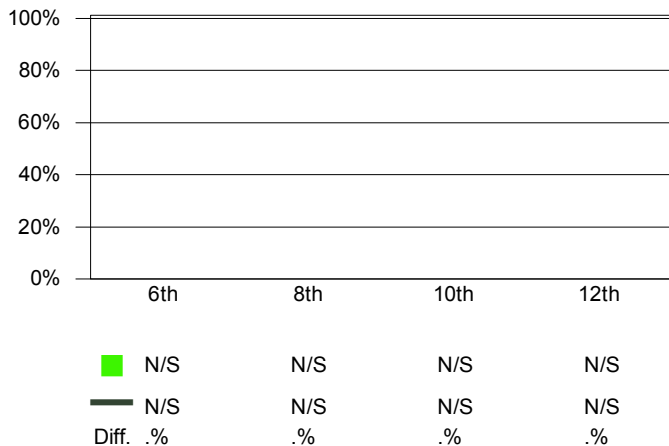 100%
80%
60%
40%
20%
0%
6th 8th 10th 12th
N/S N/S N/S N/S
N/S N/S N/S N/S
Diff. .% .% .% .%